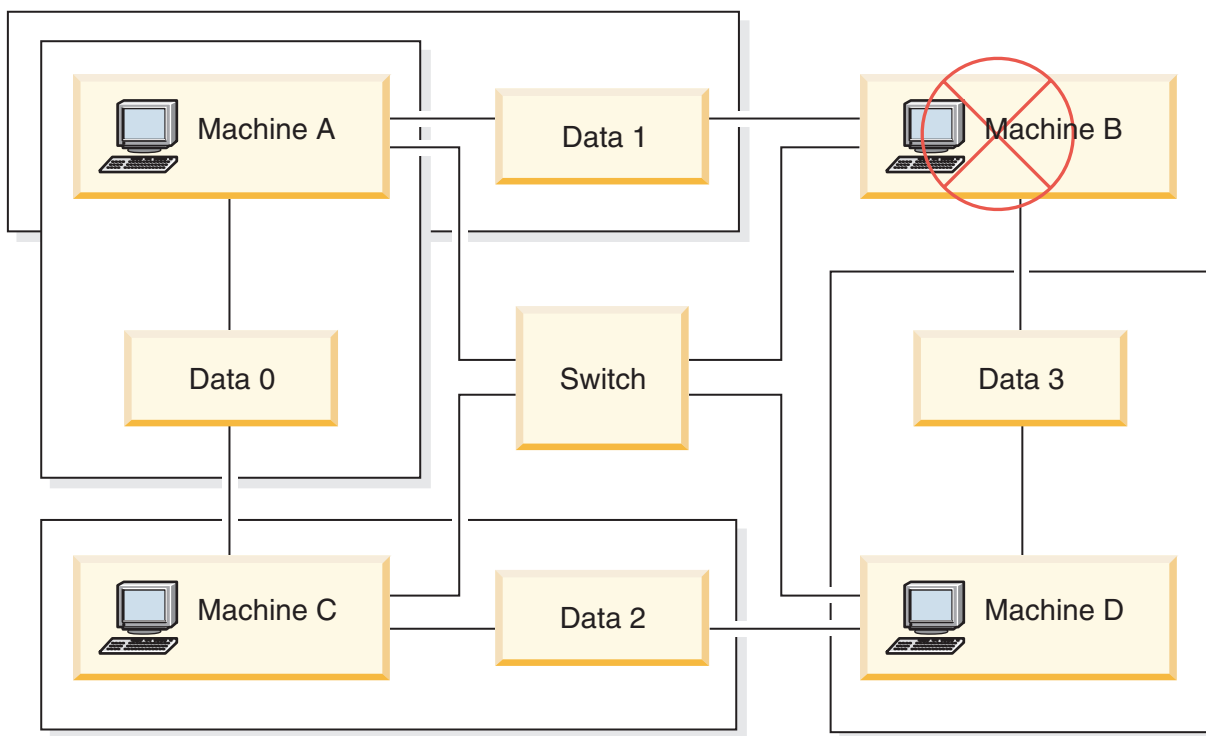 Machine A
Data 1
Machine B
Data 0
Switch
Data 3
Machine C
Data 2
Machine D